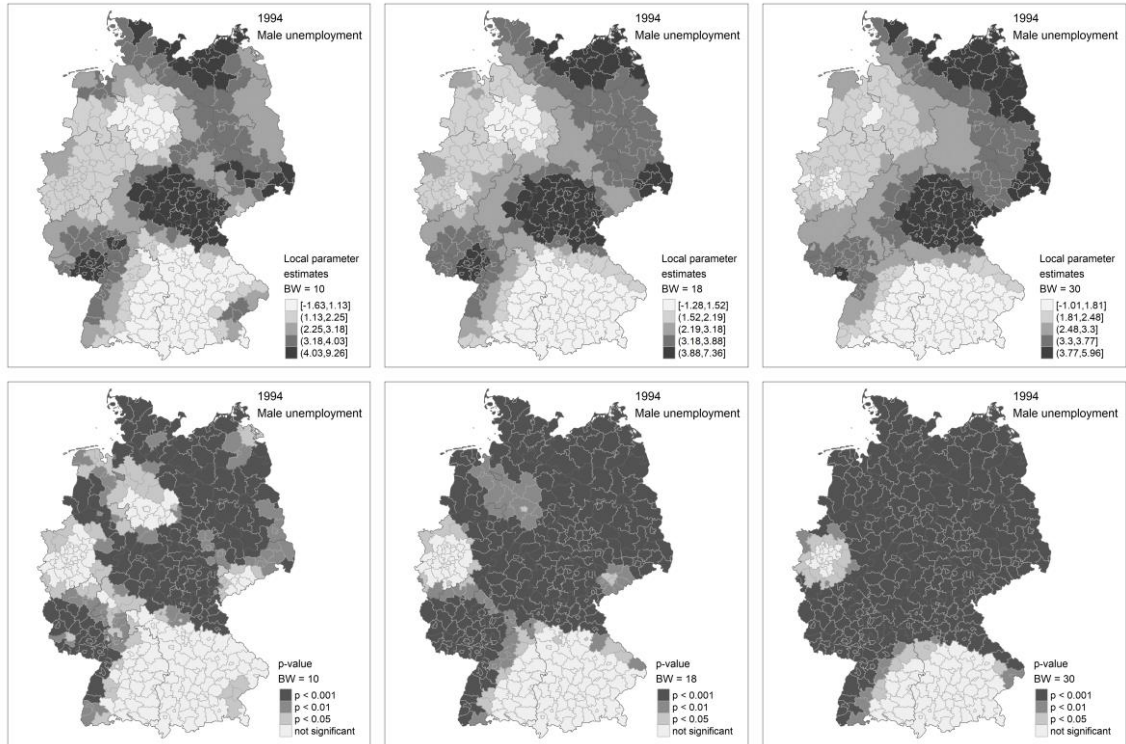 1994
Male unemployment
Local parameter
estimates
BW = 10
[-1.63,1.13]
(1.13,2.25]
(2.25,3.18]
(3.18,4.03]
(4.03,9.26]
1994
Male unemployment
Local parameter
estimates
BW = 18
[-1.28,1.52]
(1.52,2.19]
(2.19,3.18]
(3.18,3.88]
(3.88,7.36]
1994
Male unemployment
Local parameter
estimates
BW = 30
[-1.01,1.81]
(1.81,2.48]
(2.48,3.3]
(3.3,3.77]
(3.77,5.96]
1994
Male unemployment
p-value
BW = 10
p < 0.001
p < 0.01
p < 0.05
not significant
1994
Male unemployment
p-value
BW = 18
p < 0.001
p < 0.01
p < 0.05
not significant
1994
Male unemployment
p-value
BW = 30
p < 0.001
p < 0.01
p < 0.05
not significant